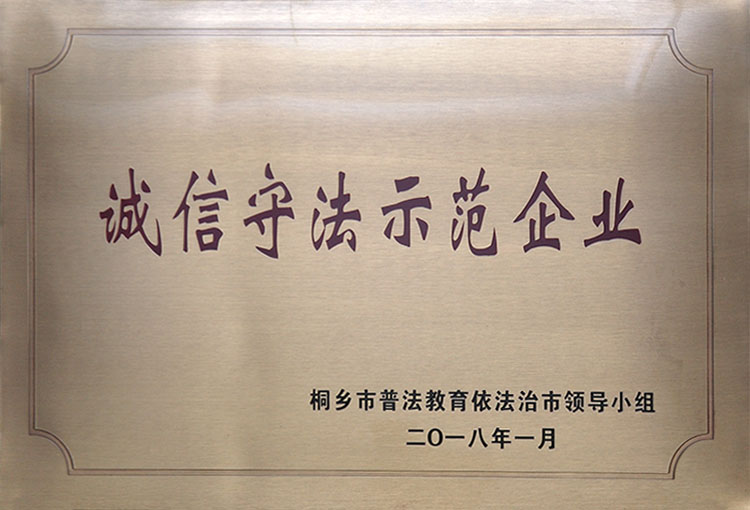 诚信守法示范企业
桐乡市普法教育依法治市领导小组
二〇一八年一月